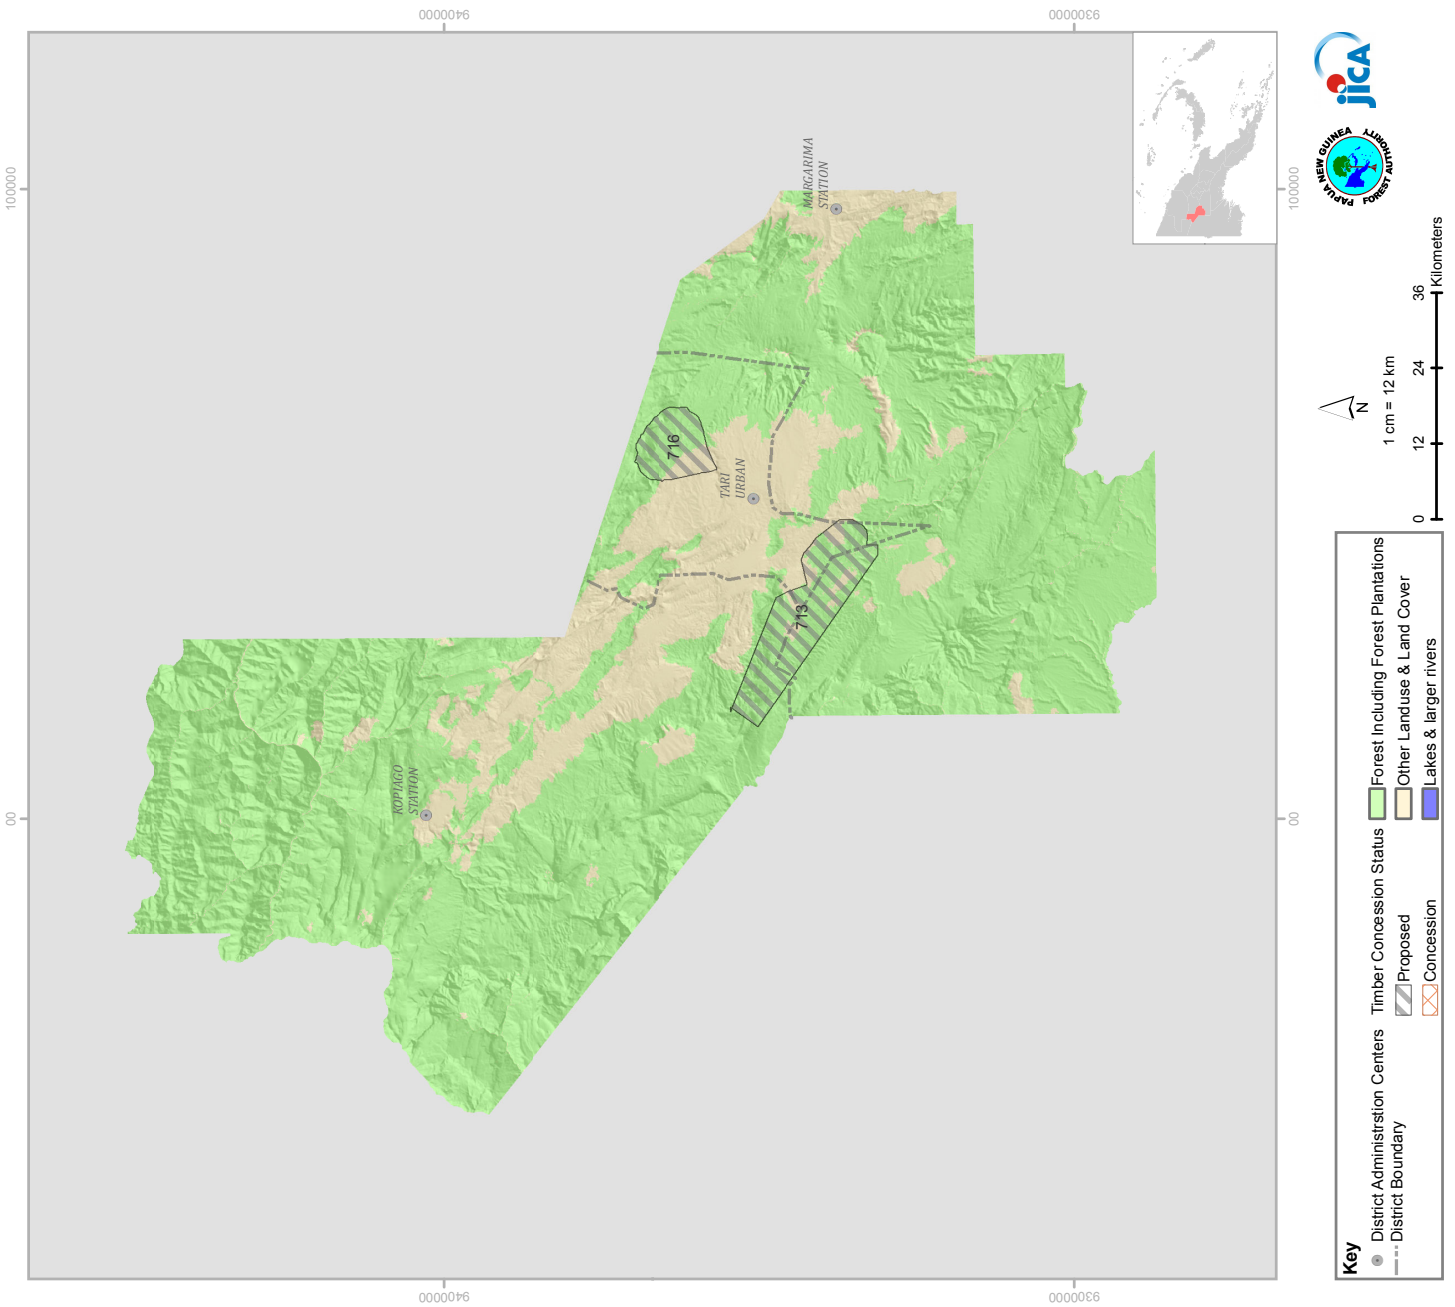 9400000
9300000
100000
100000
00
00
9400000
9300000
MARGARIMA
STATION
TARI
URBAN
KOPIAGO
STATION
716
713
PAPUA NEW GUINEA
FOREST AUTHORITY
jICA
N
1 cm = 12 km
0 12 24 36
Kilometers
Key
District Administrstion Centers
District Boundary
Timber Concession Status
Proposed
Concession
Forest Including Forest Plantations
Other Landuse & Land Cover
Lakes & larger rivers